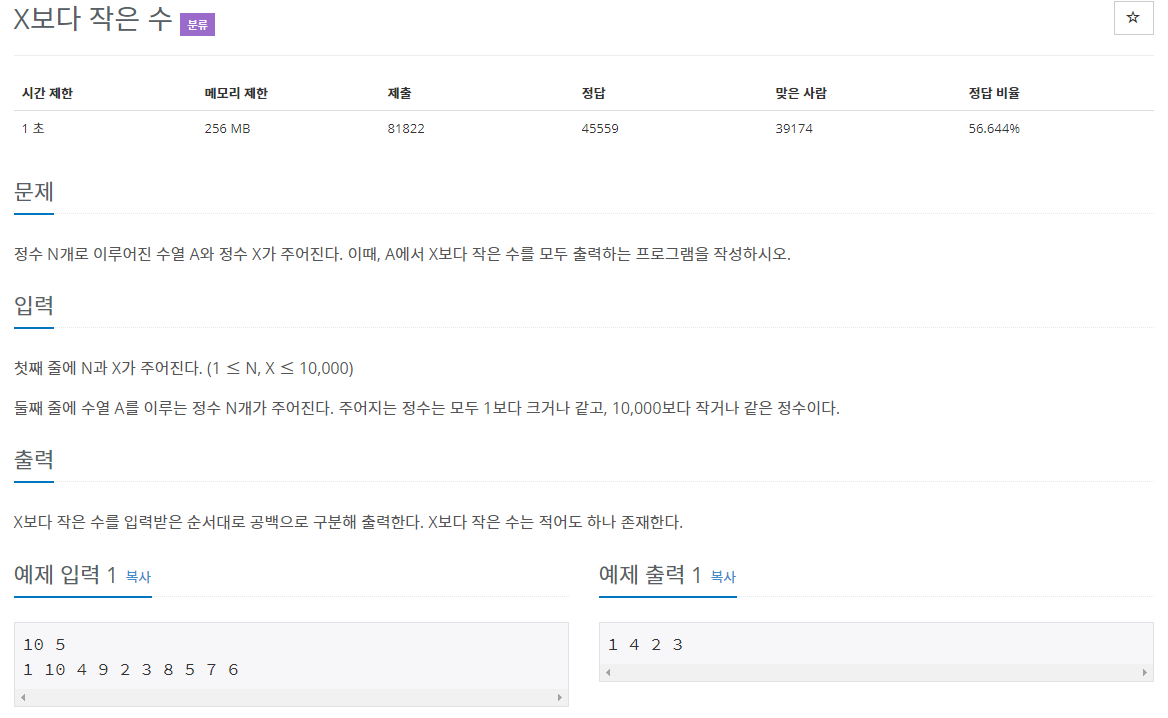 X보다 작은 수 분류
☆
시간 제한 메모리 제한 제출 정답 맞은 사람 정답 비율
1 초 256 MB 81822 45559 39174 56.644%
문제
정수 N개로 이루어진 수열 A와 정수 X가 주어진다. 이때, A에서 X보다 작은 수를 모두 출력하는 프로그램을 작성하시오.
입력
첫째 줄에 N과 X가 주어진다. (1 ≤ N, X ≤ 10,000)
둘째 줄에 수열 A를 이루는 정수 N개가 주어진다. 주어지는 정수는 모두 1보다 크거나 같고, 10,000보다 작거나 같은 정수이다.
출력
X보다 작은 수를 입력받은 순서대로 공백으로 구분해 출력한다. X보다 작은 수는 적어도 하나 존재한다.
예제 입력 1 복사
10 5
1 10 4 9 2 3 8 5 7 6
예제 출력 1 복사
1 4 2 3